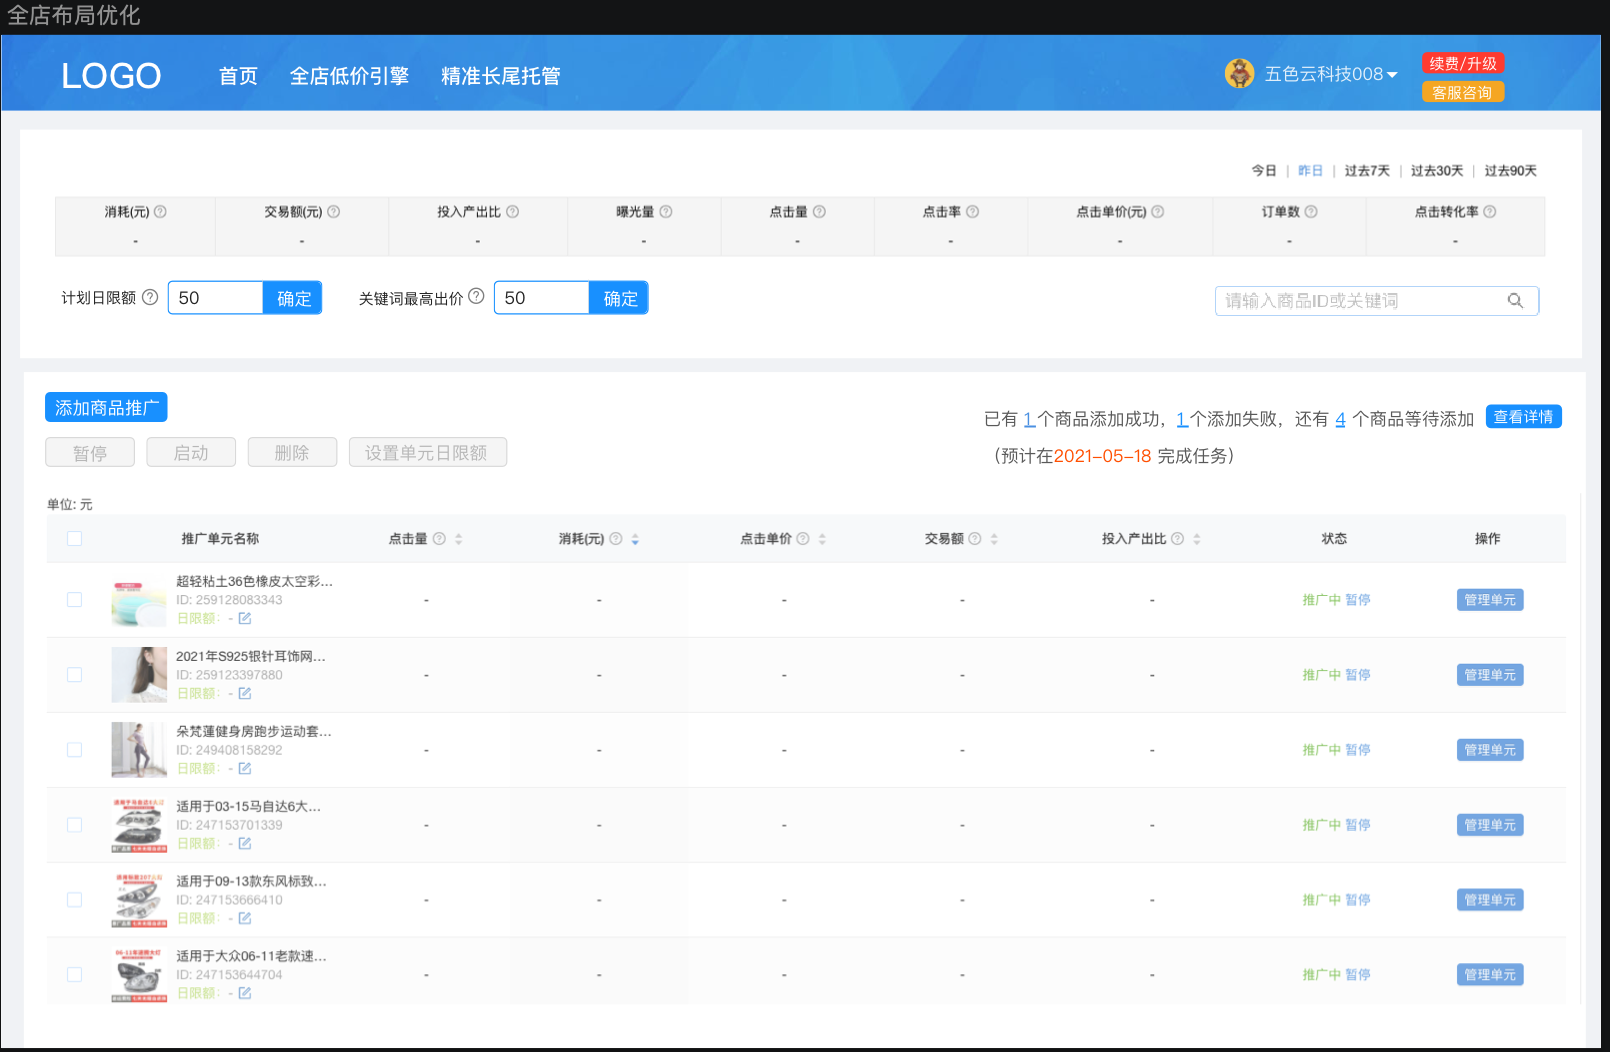 全店布局优化
LOGO 首页 全店低价引擎 精准长尾托管 五色云科技008 续费/升级
客服咨询
今日 | 昨日 | 过去7天 | 过去30天 | 过去90天
消耗(元) 交易额(元) 投入产出比 曝光量 点击量 点击率 点击单价(元) 订单数 点击转化率
- - - - - - - - -
计划日限额 50 确定 关键词最高出价 50 确定 请输入商品ID或关键词
添加商品推广
已有 1 个商品添加成功，1 个添加失败，还有 4 个商品等待添加 查看详情
暂停 启动 删除 设置单元日限额
（预计在2021-05-18 完成任务）
单位: 元
推广单元名称 点击量 消耗(元) 点击单价 交易额 投入产出比 状态 操作
超轻粘土36色橡皮太空彩...
ID: 259128083343 - - - - - 推广中 暂停 管理单元
日限额： -
2021年S925银针耳饰网...
ID: 259123397880 - - - - - 推广中 暂停 管理单元
日限额： -
朵梵蓮健身房跑步运动套...
ID: 249408158292 - - - - - 推广中 暂停 管理单元
日限额： -
适用于03-15马自达6大...
ID: 247153701339 - - - - - 推广中 暂停 管理单元
日限额： -
适用于09-13款东风标致...
ID: 247153666410 - - - - - 推广中 暂停 管理单元
日限额： -
适用于大众06-11老款速...
ID: 247153644704 - - - - - 推广中 暂停 管理单元
日限额： -